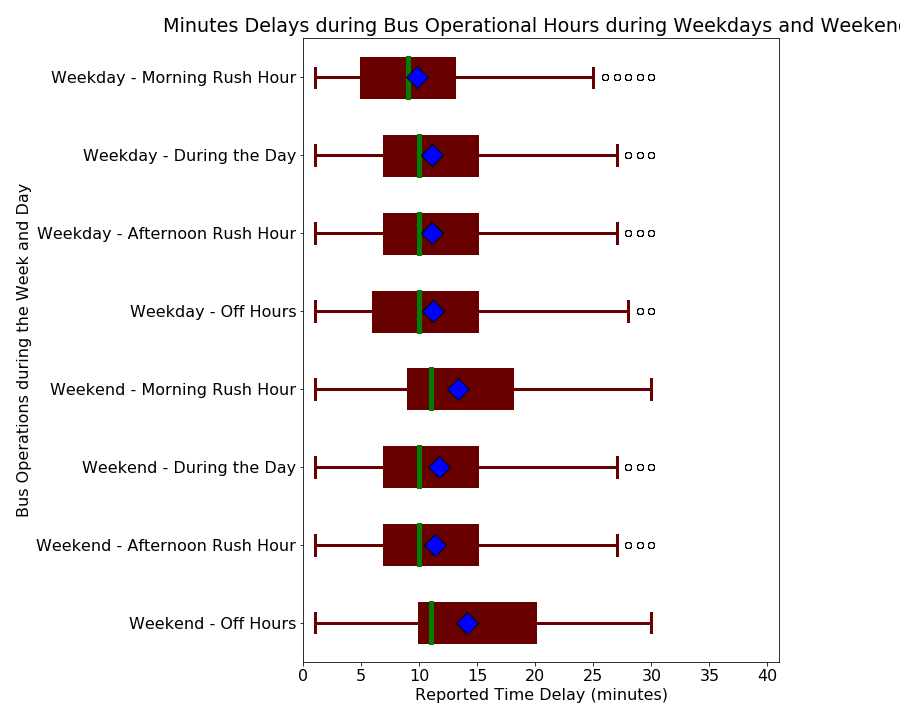 Minutes Delays during Bus Operational Hours during Weekdays and Weeken
Weekday - Morning Rush Hour
Weekday - During the Day
Weekday - Afternoon Rush Hour
Weekday - Off Hours
Weekend - Morning Rush Hour
Weekend - During the Day
Weekend - Afternoon Rush Hour
Weekend - Off Hours
Bus Operations during the Week and Day
0 5 10 15 20 25 30 35 40
Reported Time Delay (minutes)